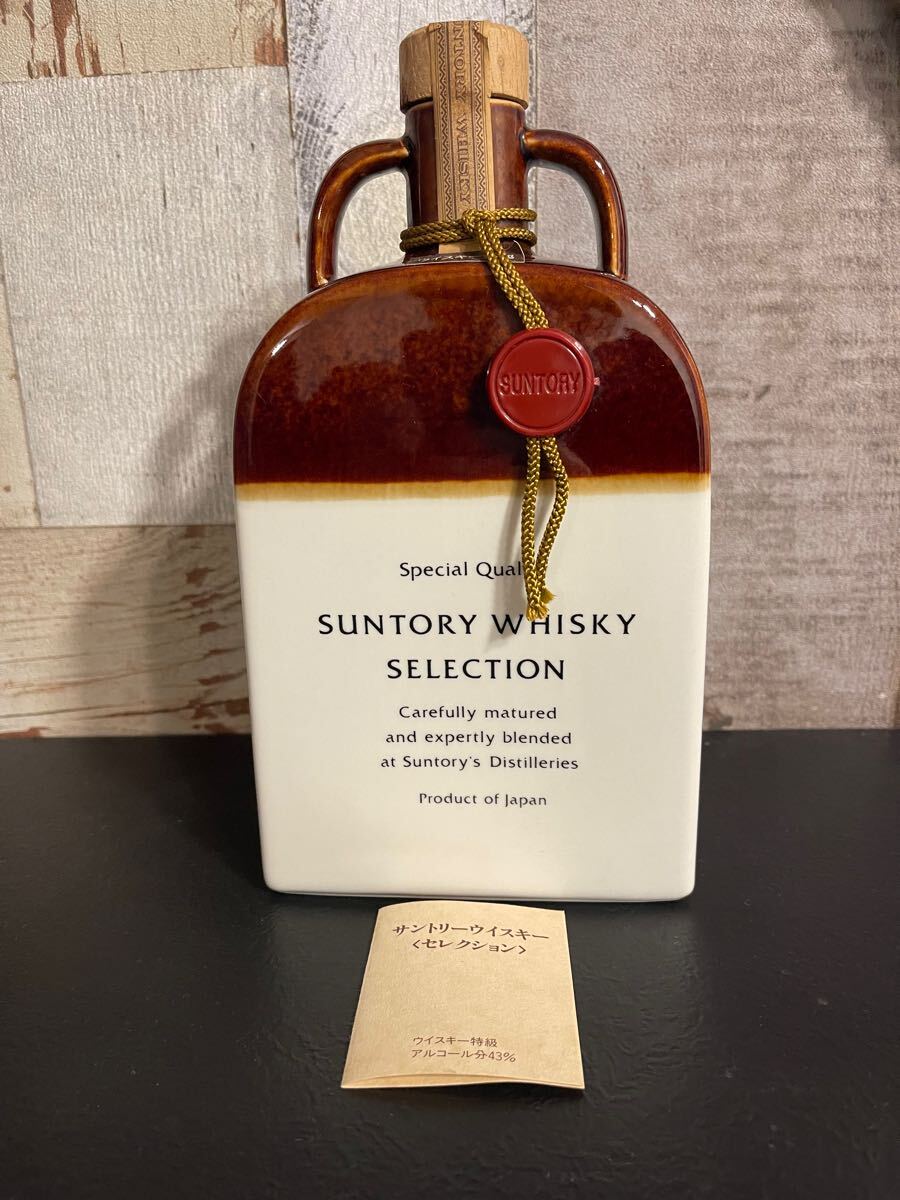 SUNTORY WHISKY
SUNTORY
Special
SUNTORY WHISKY
SELECTION
Carefully matured
and expertly blended
at Suntory's Distilleries
Product of Japan
サントリーウイスキー
〈セレクション〉
ウイスキー特級
アルコール分43%